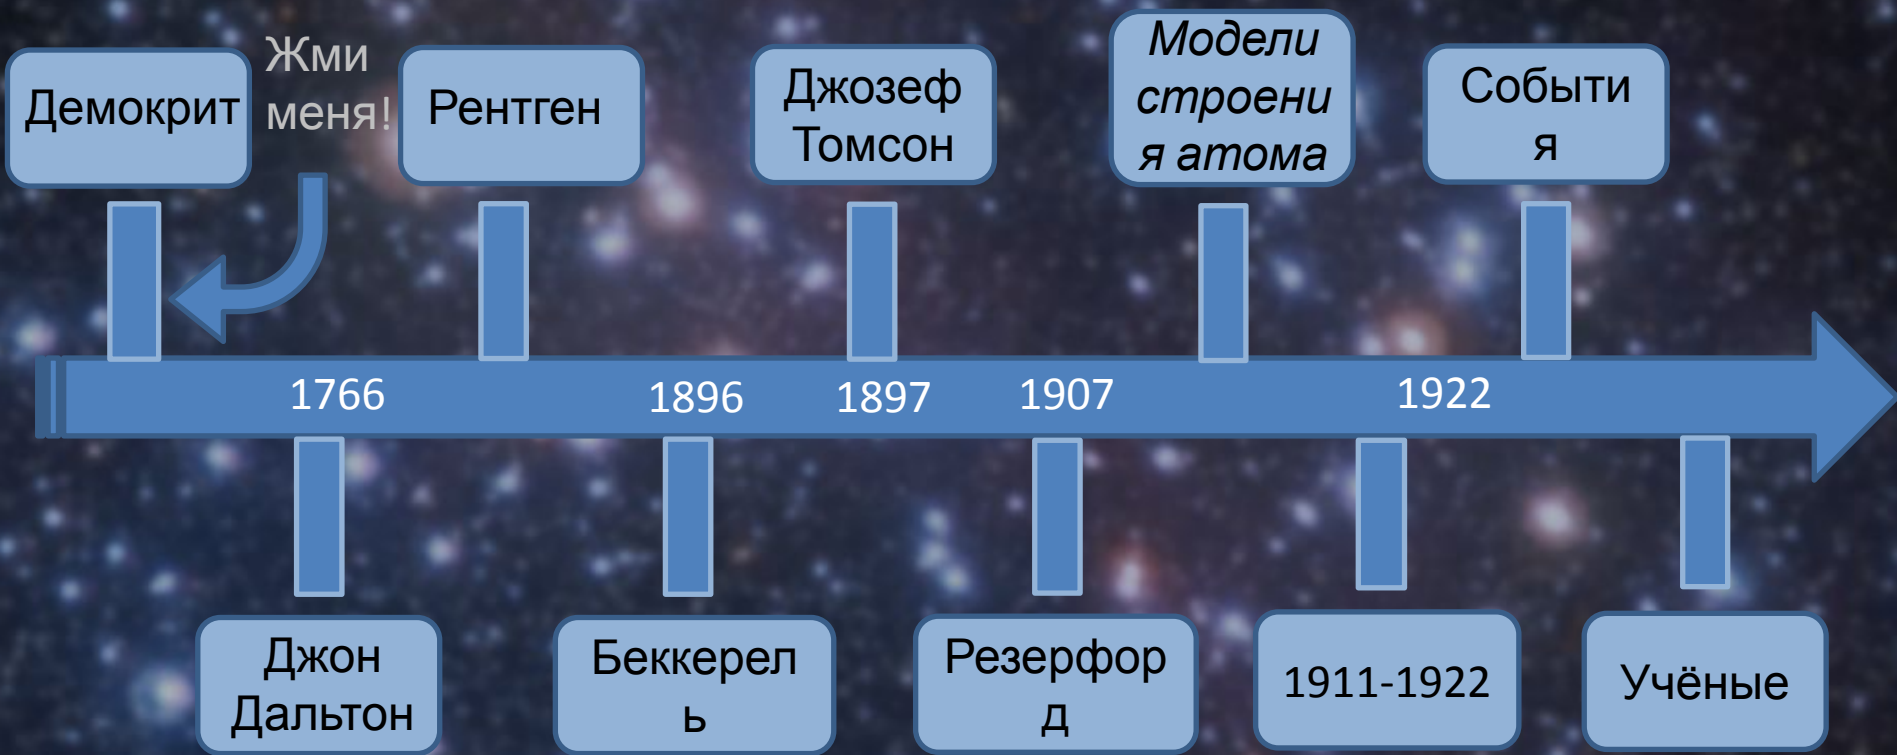 Демокрит
Жми
меня!
Рентген
Джозеф
Томсон
Модели
строени
я атома
Событи
я
1766
1896
1897
1907
1922
Джон
Дальтон
Беккерел
ь
Резерфор
д
1911-1922
Учёные